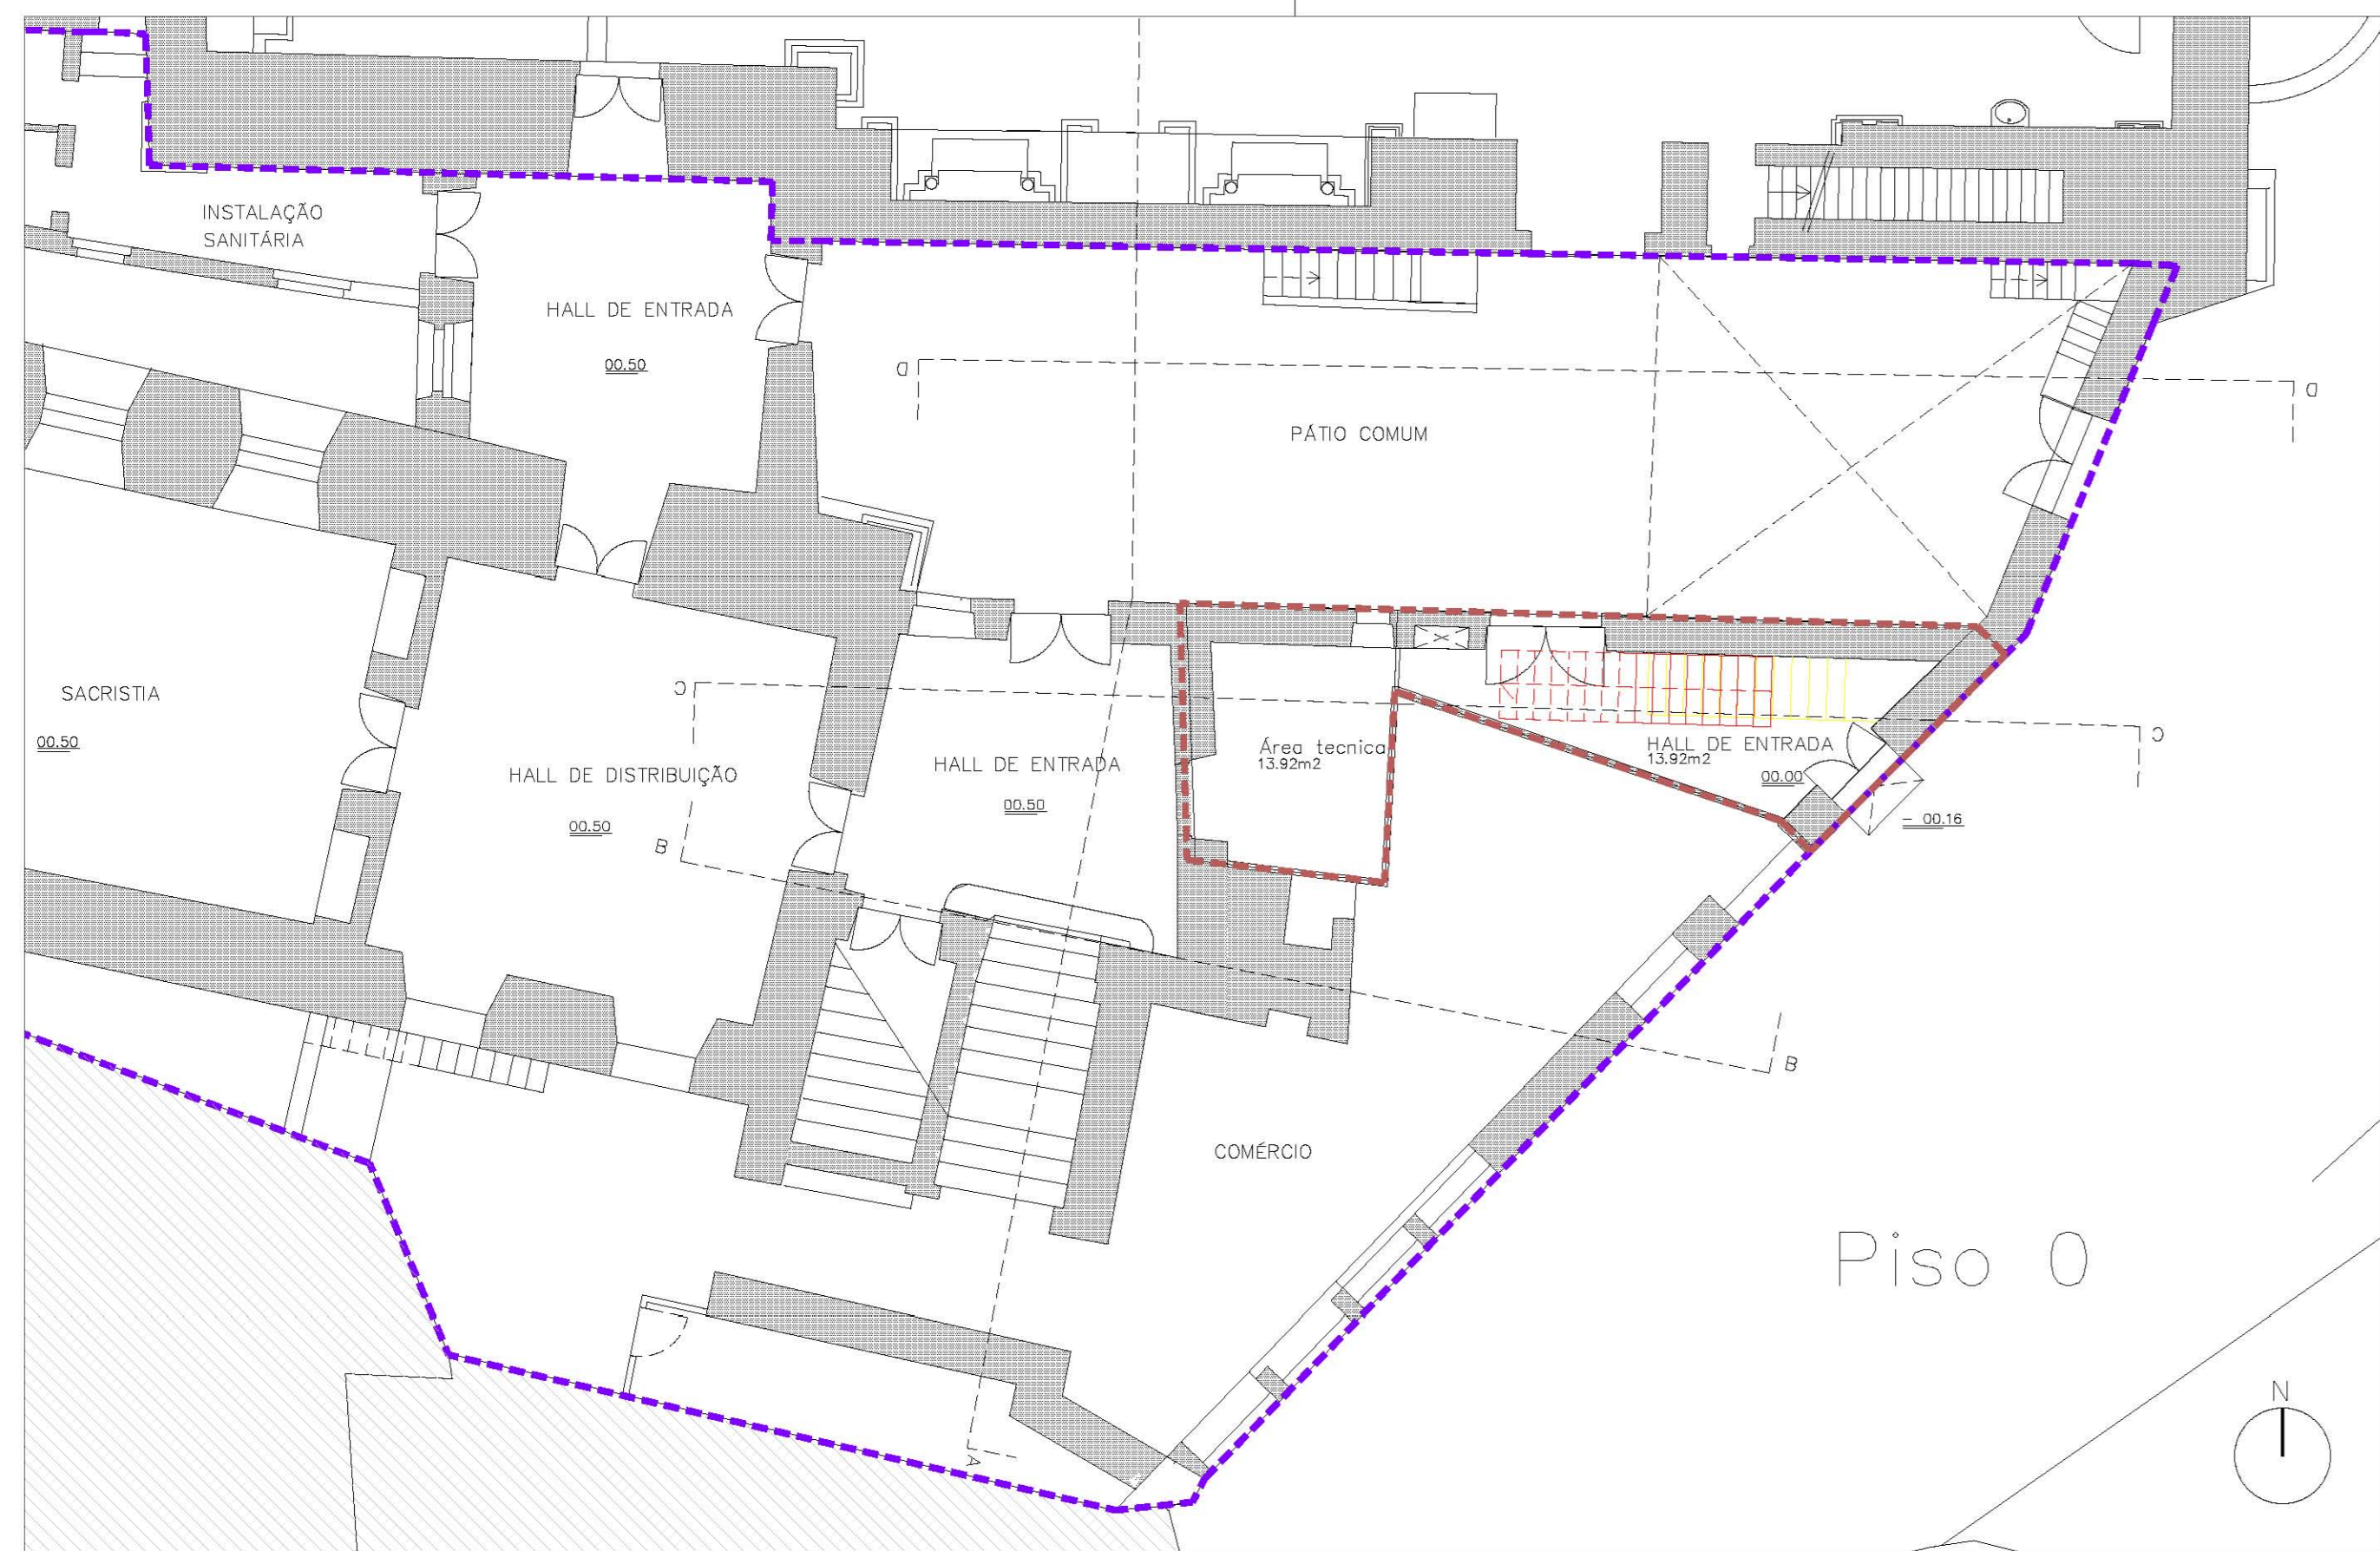 INSTALAÇÃO
SANITÁRIA
HALL DE ENTRADA
00.50
D
D
PÁTIO COMUM
SACRISTIA
00.50
C
C
HALL DE DISTRIBUIÇÃO
00.50
B
HALL DE ENTRADA
00.50
Área tecnica
13.92m2
HALL DE ENTRADA
13.92m2
00.00
- 00.16
B
COMÉRCIO
Piso 0
A
N